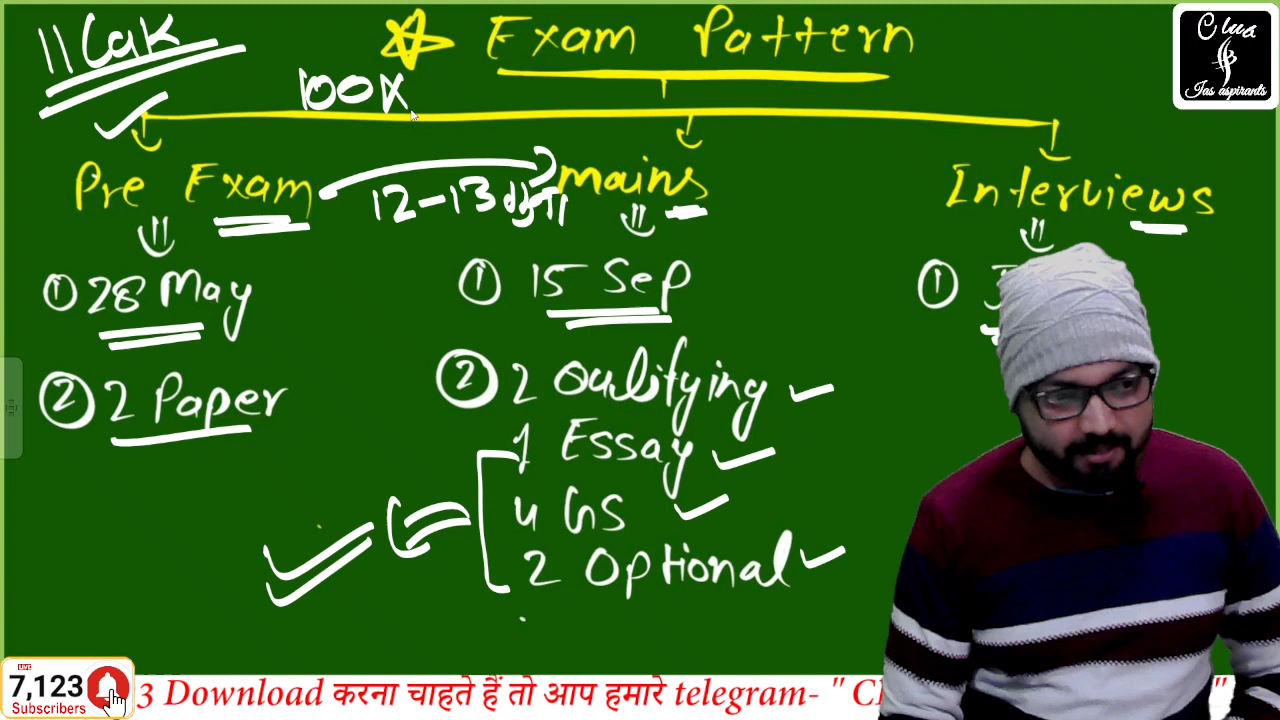 11 Lak
☆ Exam Pattern
Clwa
Ias aspirants
100X
Pre Exam
12-13
mains
Interviews
① 28 May
① 15 Sep
①
② 2 Paper
② 2 Qualifying
1 Essay
4 GS
2 Optional
LIVE
7,123
Subscribers
3 Download करना चाहते हैं तो आप हमारे telegram- "
"